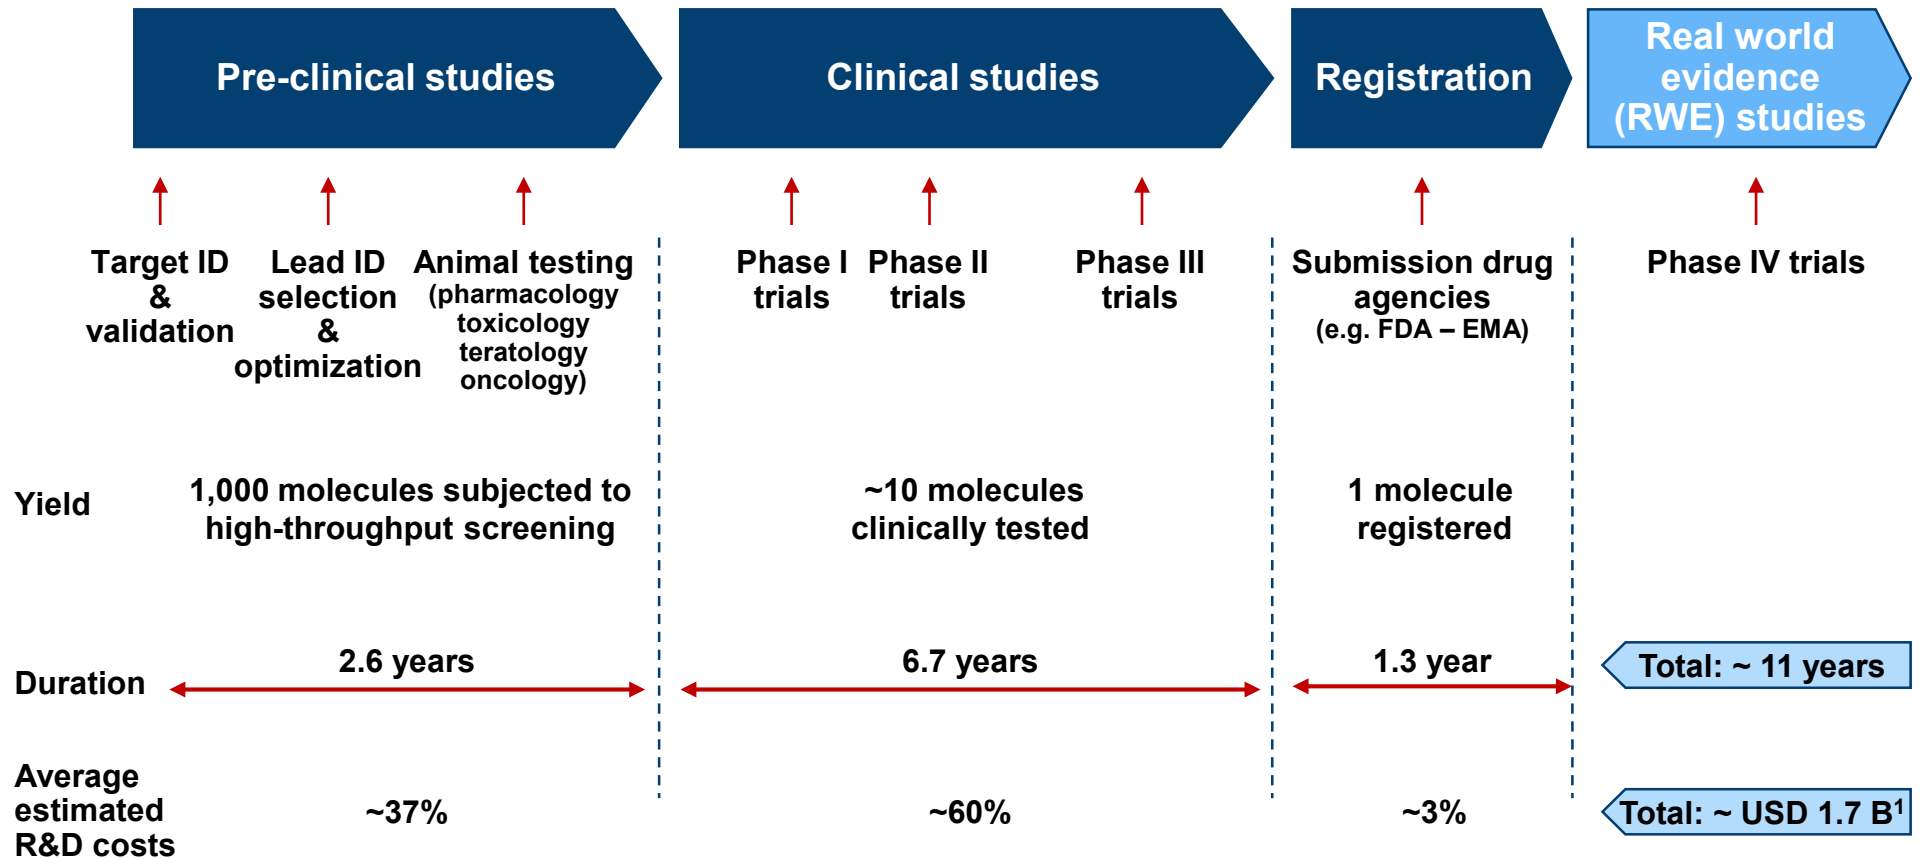 Pre-clinical studies
Clinical studies
Registration
Real world
evidence
(RWE) studies
Target ID
&
validation
Lead ID
selection
&
optimization
Animal testing
(pharmacology
toxicology
teratology
oncology)
Phase I
trials
Phase II
trials
Phase III
trials
Submission drug
agencies
(e.g. FDA – EMA)
Phase IV trials
Yield
1,000 molecules subjected to
high-throughput screening
~10 molecules
clinically tested
1 molecule
registered
Duration
2.6 years
6.7 years
1.3 year
Total: ~ 11 years
Average
estimated
R&D costs
~37%
~60%
~3%
Total: ~ USD 1.7 B¹